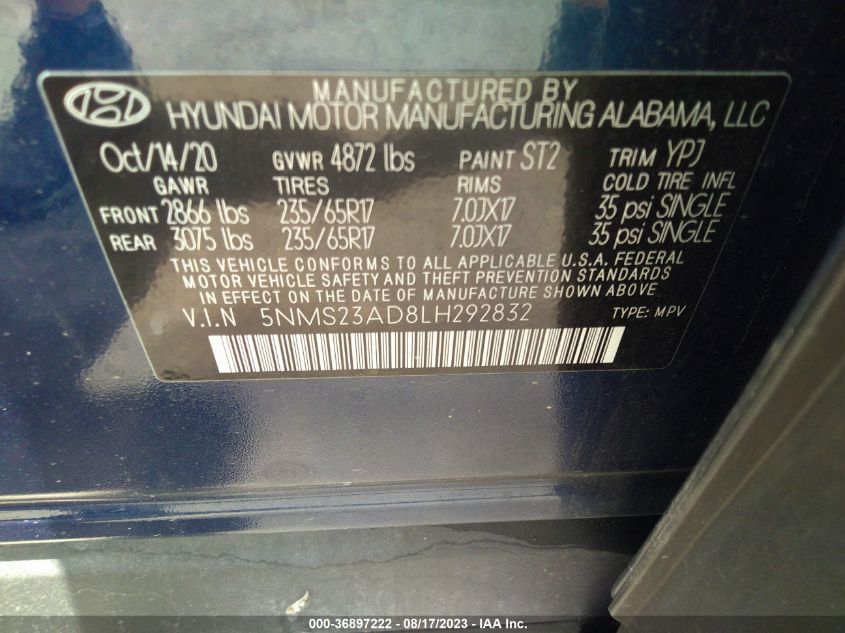 MANUFACTURED BY
HYUNDAI MOTOR MANUFACTURING ALABAMA, LLC
Oct/14/20 GVWR 4872 lbs PAINT ST2 TRIM YPJ
GAWR TIRES RIMS COLD TIRE INFL
FRONT 2866 lbs 235/65R17 7.0JX17 35 psi SINGLE
REAR 3075 lbs 235/65R17 7.0JX17 35 psi SINGLE
THIS VEHICLE CONFORMS TO ALL APPLICABLE U.S.A. FEDERAL
MOTOR VEHICLE SAFETY AND THEFT PREVENTION STANDARDS
IN EFFECT ON THE DATE OF MANUFACTURE SHOWN ABOVE.
V.I.N 5NMS23AD8LH292832 TYPE: MPV
000-36897222 - 08/17/2023 - IAA Inc.